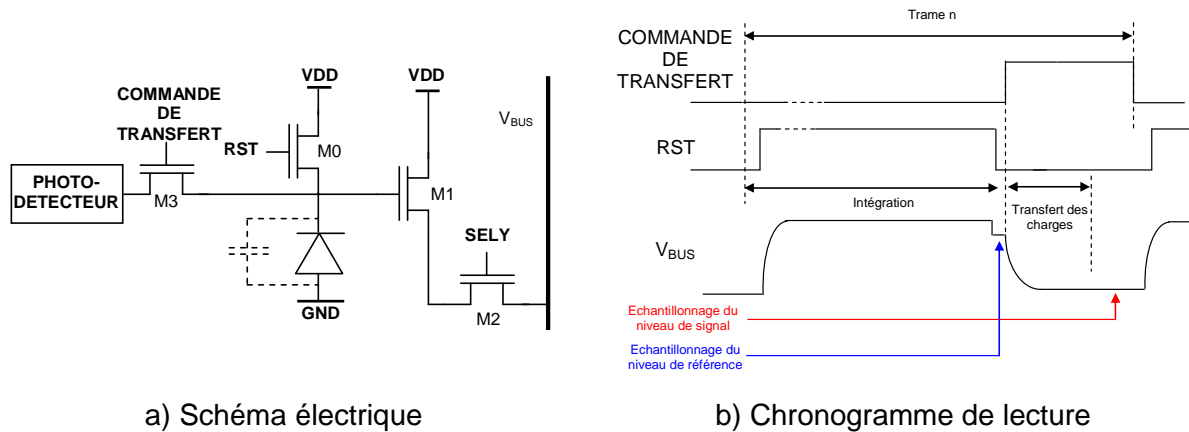 VDD
VDD
COMMANDE
DE
TRANSFERT
V_BUS
RST
M0
PHOTO-
DETECTEUR
M3
M1
SELY
GND
M2
a) Schéma électrique
Trame n
COMMANDE
DE
TRANSFERT
RST
Intégration
Transfert des
charges
V_BUS
Echantillonnage du
niveau de signal
Echantillonnage du
niveau de référence
b) Chronogramme de lecture